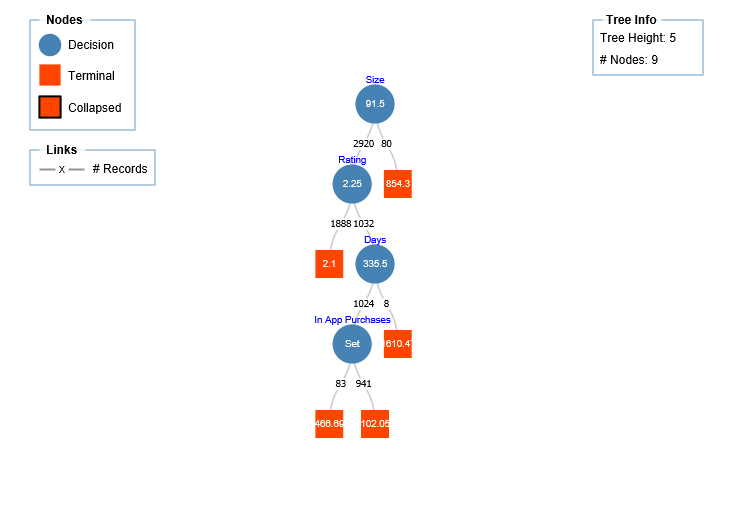 Nodes
Decision
Terminal
Collapsed
Links
x
# Records
Tree Info
Tree Height: 5
# Nodes: 9
Size
91.5
2920
80
Rating
2.25
854.3
1888
1032
Days
2.1
335.5
1024
8
In App Purchases
Set
83
941
466.69
102.05